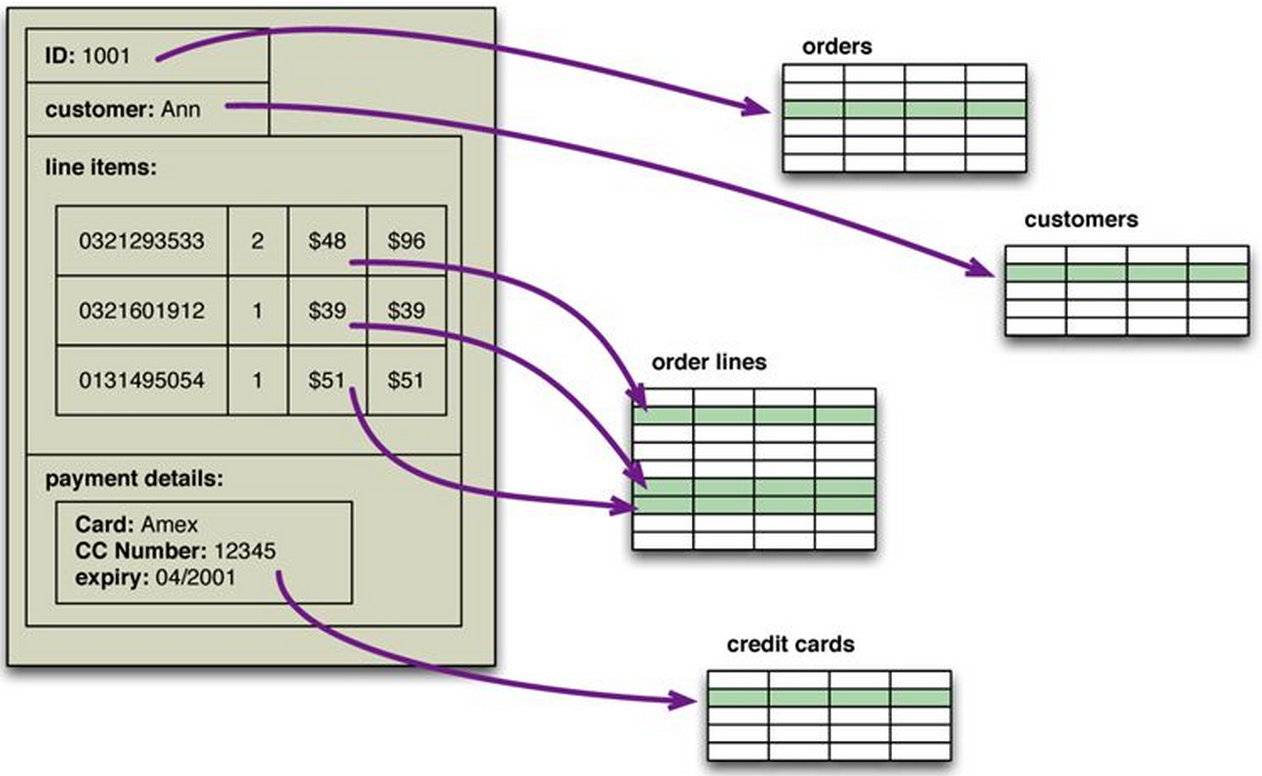 ID: 1001
customer: Ann
line items:
0321293533 2 $48 $96
0321601912 1 $39 $39
0131495054 1 $51 $51
payment details:
Card: Amex
CC Number: 12345
expiry: 04/2001
orders
customers
order lines
credit cards